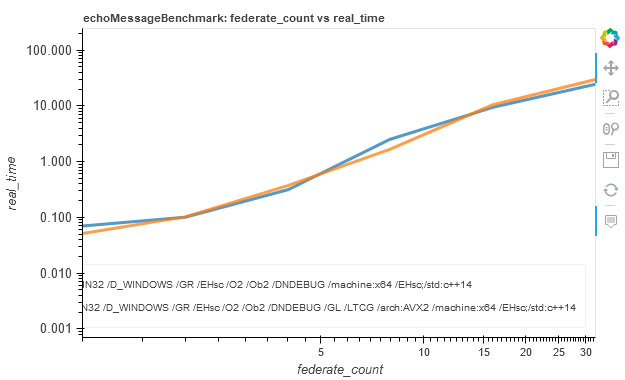 echoMessageBenchmark: federate_count vs real_time
100.000
10.000
1.000
0.100
0.010
0.001
real_time
IN32 /D_WINDOWS /GR /EHsc /O2 /Ob2 /DNDEBUG /machine:x64 /EHsc;/std:c++14
N32 /D_WINDOWS /GR /EHsc /O2 /Ob2 /DNDEBUG /GL /LTCG /arch:AVX2 /machine:x64 /EHsc;/std:c++14
5 10 15 20 25 30
federate_count